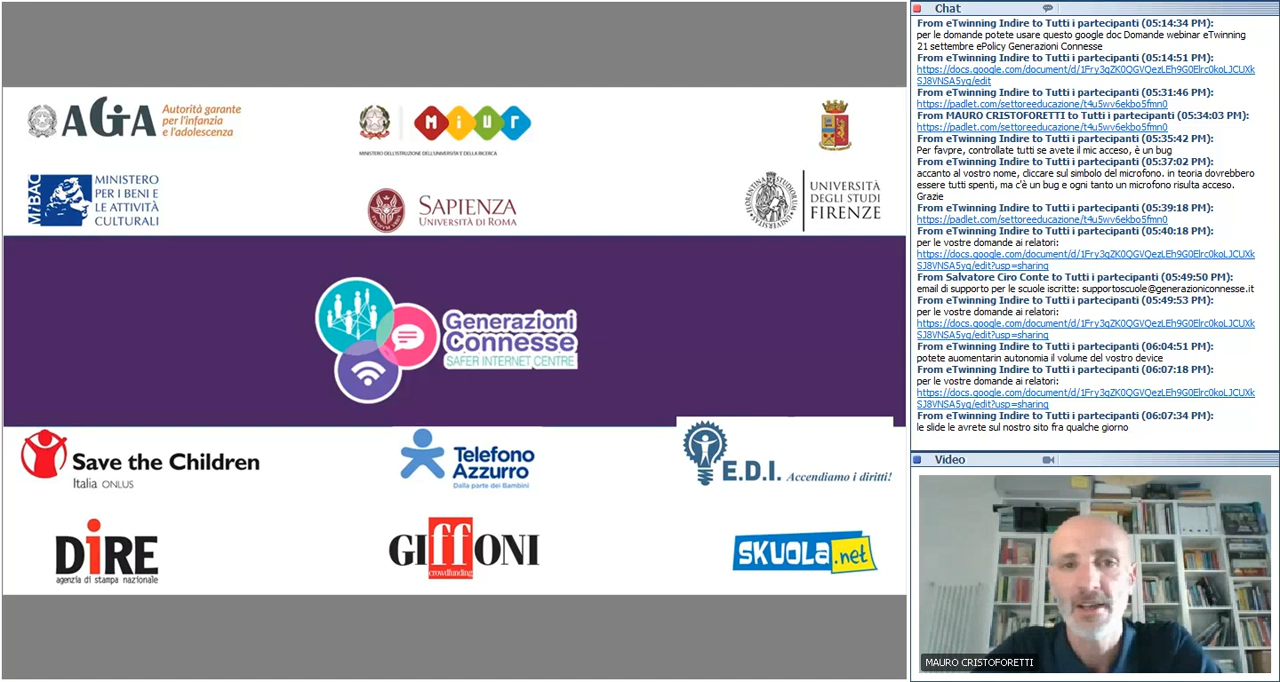 AGIA
Autorità garante
per l'infanzia
e l'adolescenza
MIUR
MINISTERO DELL'ISTRUZIONE DELL'UNIVERSITÀ E DELLA RICERCA
MIBAC
MINISTERO
PER I BENI E
LE ATTIVITÀ
CULTURALI
SAPIENZA
UNIVERSITÀ DI ROMA
UNIVERSITÀ
DEGLI STUDI
FIRENZE
Generazioni
Connesse
SAFER INTERNET CENTRE
Save the Children
Italia ONLUS
Telefono
Azzurro
Dalla parte dei Bambini
E.D.I. Accendiamo i diritti!
DiRE
agenzia di stampa nazionale
GIFFONI
crowdfunding
SKUOLA.net
Chat
From eTwinning Indire to Tutti i partecipanti (05:14:34 PM):
per le domande potete usare questo google doc Domande webinar eTwinning
21 settembre ePolicy Generazioni Connesse
From eTwinning Indire to Tutti i partecipanti (05:14:51 PM):
https://docs.google.com/document/d/1Fry3gZK0QGVQezLEh9G0Elrc0koLJCUXk
SJ8VNSA5yg/edit
From eTwinning Indire to Tutti i partecipanti (05:31:46 PM):
https://padlet.com/settoreeducazione/t4u5wv6ekbo5fmn0
From MAURO CRISTOFORETTI to Tutti i partecipanti (05:34:03 PM):
https://padlet.com/settoreeducazione/t4u5wv6ekbo5fmn0
From eTwinning Indire to Tutti i partecipanti (05:35:42 PM):
Per favpre, controllate tutti se avete il mic acceso, è un bug
From eTwinning Indire to Tutti i partecipanti (05:37:02 PM):
accanto al vostro nome, cliccare sul simbolo del microfono. in teoria dovrebbero
essere tutti spenti, ma c'è un bug e ogni tanto un microfono risulta acceso.
Grazie
From eTwinning Indire to Tutti i partecipanti (05:39:18 PM):
https://padlet.com/settoreeducazione/t4u5wv6ekbo5fmn0
From eTwinning Indire to Tutti i partecipanti (05:40:18 PM):
per le vostre domande ai relatori:
https://docs.google.com/document/d/1Fry3gZK0QGVQezLEh9G0Elrc0koLJCUXk
SJ8VNSA5yg/edit?usp=sharing
From Salvatore Ciro Conte to Tutti i partecipanti (05:49:50 PM):
email di supporto per le scuole iscritte: supportoscuole@generazioniconnesse.it
From eTwinning Indire to Tutti i partecipanti (05:49:53 PM):
per le vostre domande ai relatori:
https://docs.google.com/document/d/1Fry3gZK0QGVQezLEh9G0Elrc0koLJCUXk
SJ8VNSA5yg/edit?usp=sharing
From eTwinning Indire to Tutti i partecipanti (06:04:51 PM):
potete auomentarin autonomia il volume del vostro device
From eTwinning Indire to Tutti i partecipanti (06:07:18 PM):
per le vostre domande ai relatori:
https://docs.google.com/document/d/1Fry3gZK0QGVQezLEh9G0Elrc0koLJCUXk
SJ8VNSA5yg/edit?usp=sharing
From eTwinning Indire to Tutti i partecipanti (06:07:34 PM):
le slide le avrete sul nostro sito fra qualche giorno
Video
MAURO CRISTOFORETTI